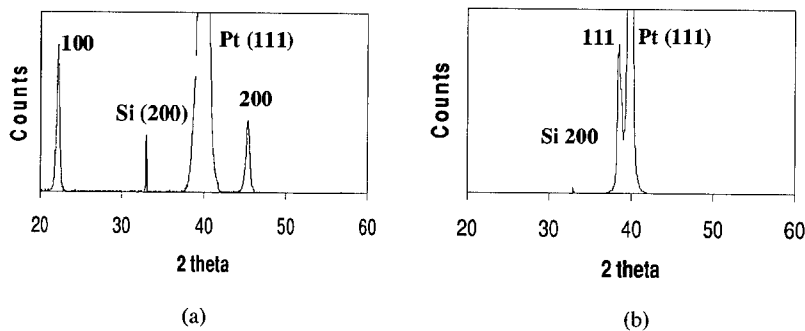 100
Pt (111)
Si (200)
200
Counts
20 30 40 50 60
2 theta
(a)
111 Pt (111)
Si 200
Counts
20 30 40 50 60
2 theta
(b)